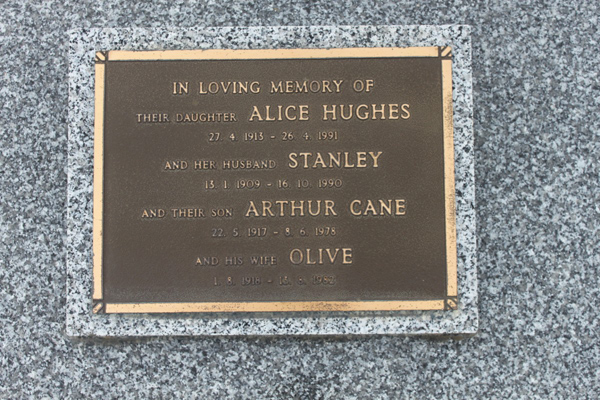 IN LOVING MEMORY OF
THEIR DAUGHTER ALICE HUGHES
27. 4. 1913 - 26. 4. 1991
AND HER HUSBAND STANLEY
13. 1. 1909 - 16. 10. 1990
AND THEIR SON ARTHUR CANE
22. 5. 1917 - 8. 6. 1978
AND HIS WIFE OLIVE
1. 8.